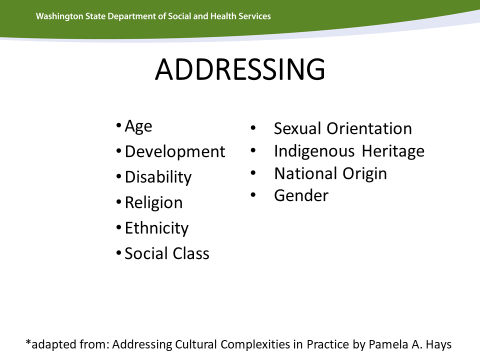 Washington State Department of Social and Health Services
ADDRESSING
• Age
• Development
• Disability
• Religion
• Ethnicity
• Social Class
• Sexual Orientation
• Indigenous Heritage
• National Origin
• Gender
*adapted from: Addressing Cultural Complexities in Practice by Pamela A. Hays